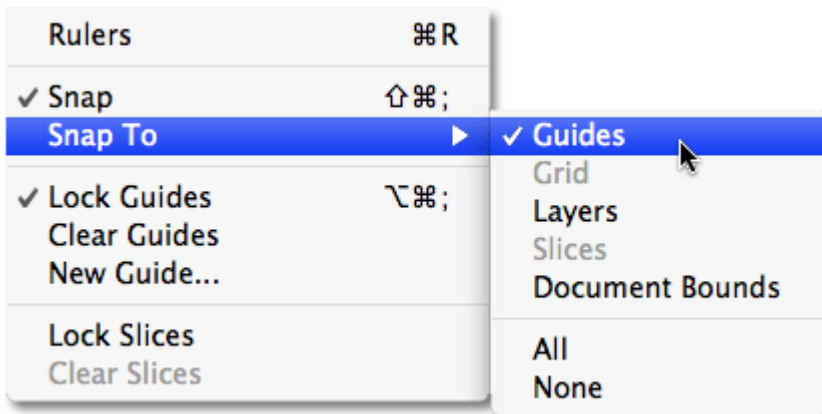 Rulers ⌘R
✓ Snap ⇧⌘;
Snap To ▶
✓ Lock Guides ⌥⌘;
Clear Guides
New Guide...
Lock Slices
Clear Slices
✓ Guides
Grid
Layers
Slices
Document Bounds
All
None